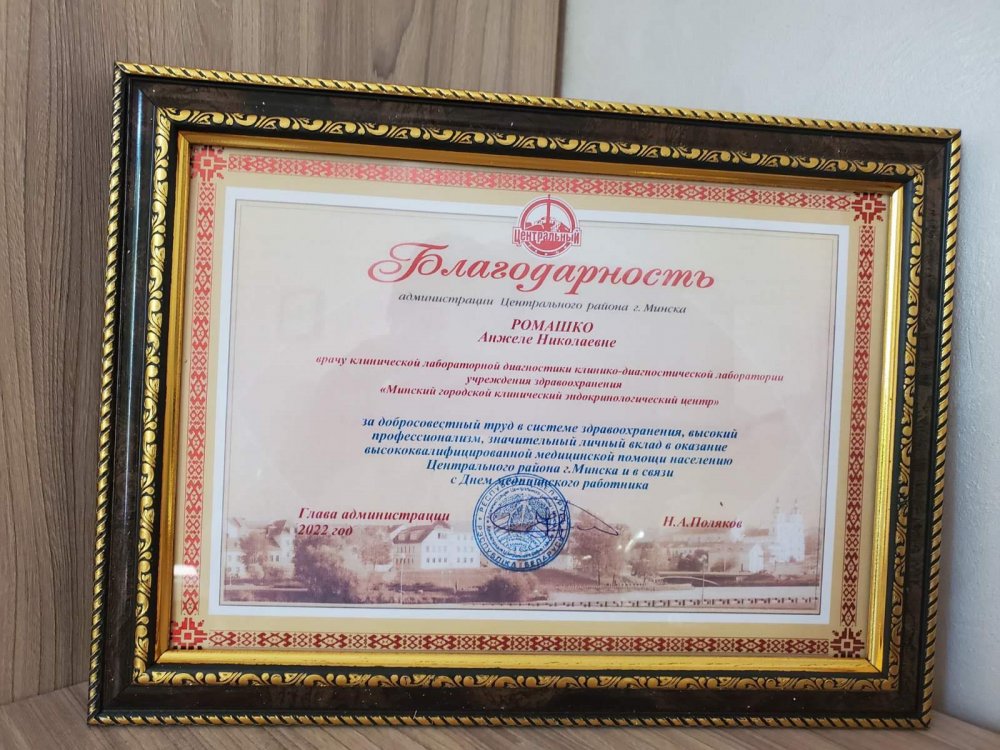 Центральный
Благодарность
администрации Центрального района г. Минска
РОМАШКО
Анжеле Николаевне
врачу клинической лабораторной диагностики клинико-диагностической лаборатории
учреждения здравоохранения
«Минский городской клинический эндокринологический центр»
за добросовестный труд в системе здравоохранения, высокий
профессионализм, значительный личный вклад в оказание
высококвалифицированной медицинской помощи населению
Центрального района г.Минска и в связи
с Днем медицинского работника
Глава администрации
2022 год
Н.А.Поляков